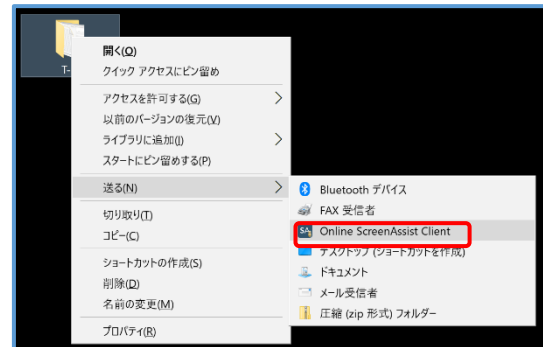 T-
開く(O)
クイック アクセスにピン留め
アクセスを許可する(G)
以前のバージョンの復元(V)
ライブラリに追加(I)
スタートにピン留めする(P)
送る(N)
切り取り(T)
コピー(C)
ショートカットの作成(S)
削除(D)
名前の変更(M)
プロパティ(R)
Bluetooth デバイス
FAX 受信者
SA
Online ScreenAssist Client
デスクトップ (ショートカットを作成)
ドキュメント
メール受信者
圧縮 (zip 形式) フォルダー